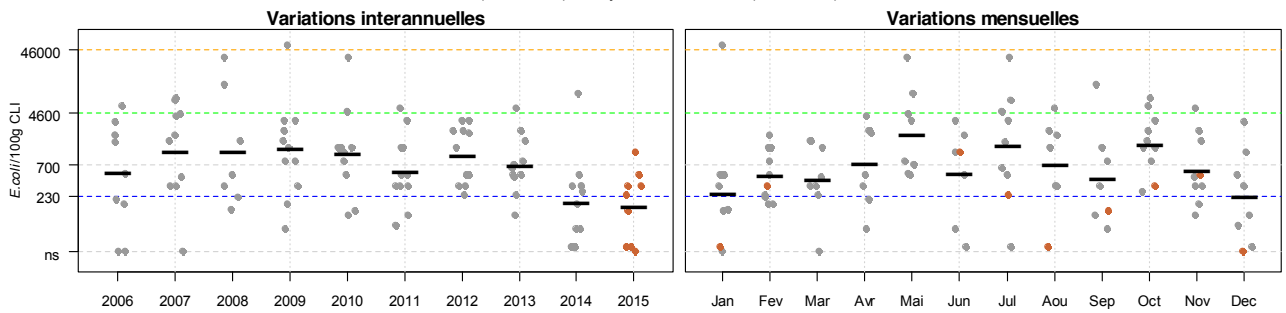 Variations interannuelles
Variations mensuelles
E.coli/100g CLI
46000
4600
700
230
ns
2006 2007 2008 2009 2010 2011 2012 2013 2014 2015
Jan Fev Mar Avr Mai Jun Jul Aou Sep Oct Nov Dec